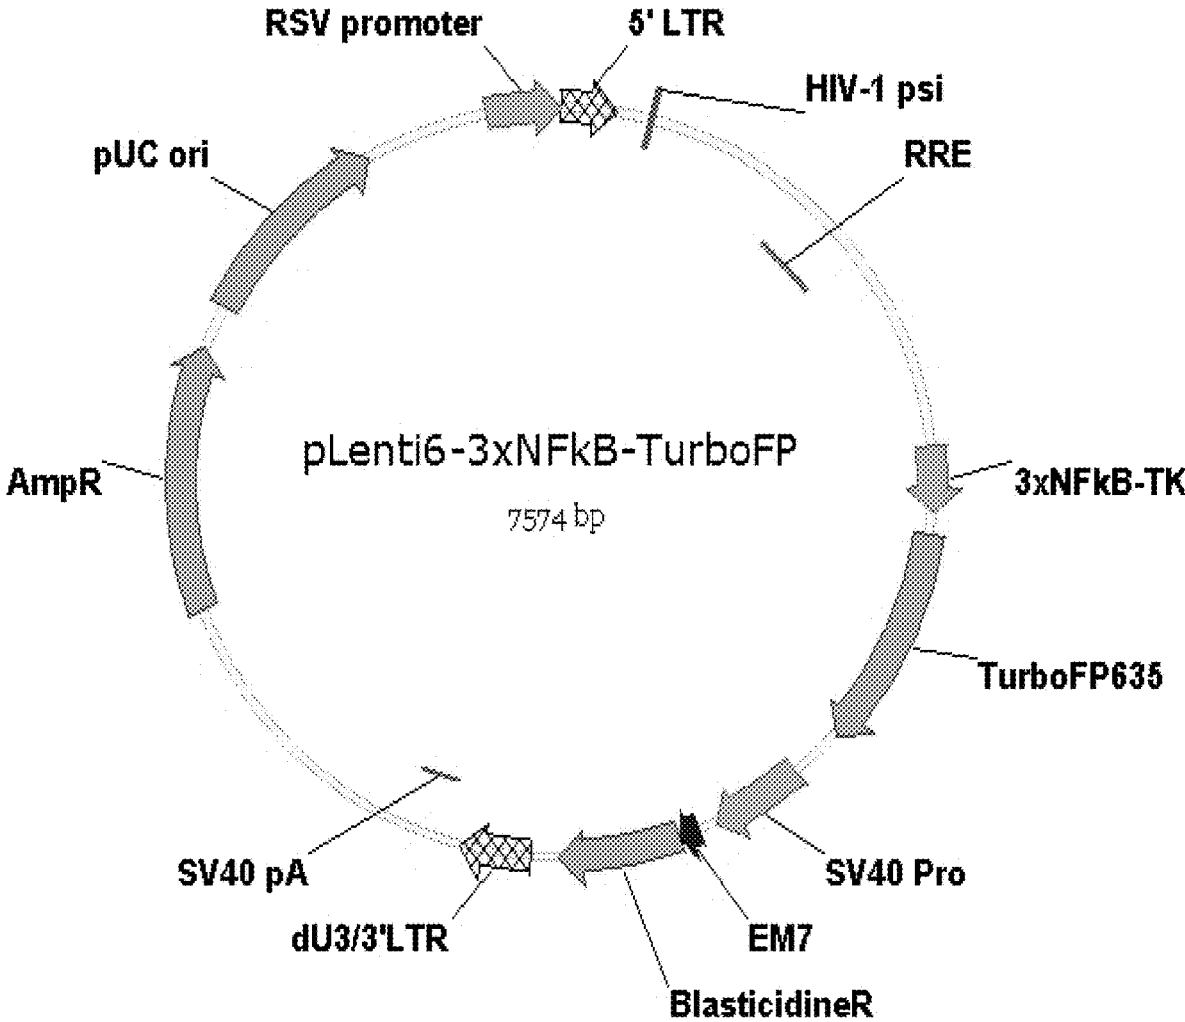 RSV promoter
5' LTR
HIV-1 psi
pUC ori
RRE
pLenti6-3xNFkB-TurboFP
7574 bp
AmpR
3xNFkB-TK
TurboFP635
SV40 pA
SV40 Pro
dU3/3'LTR
EM7
BlasticidineR